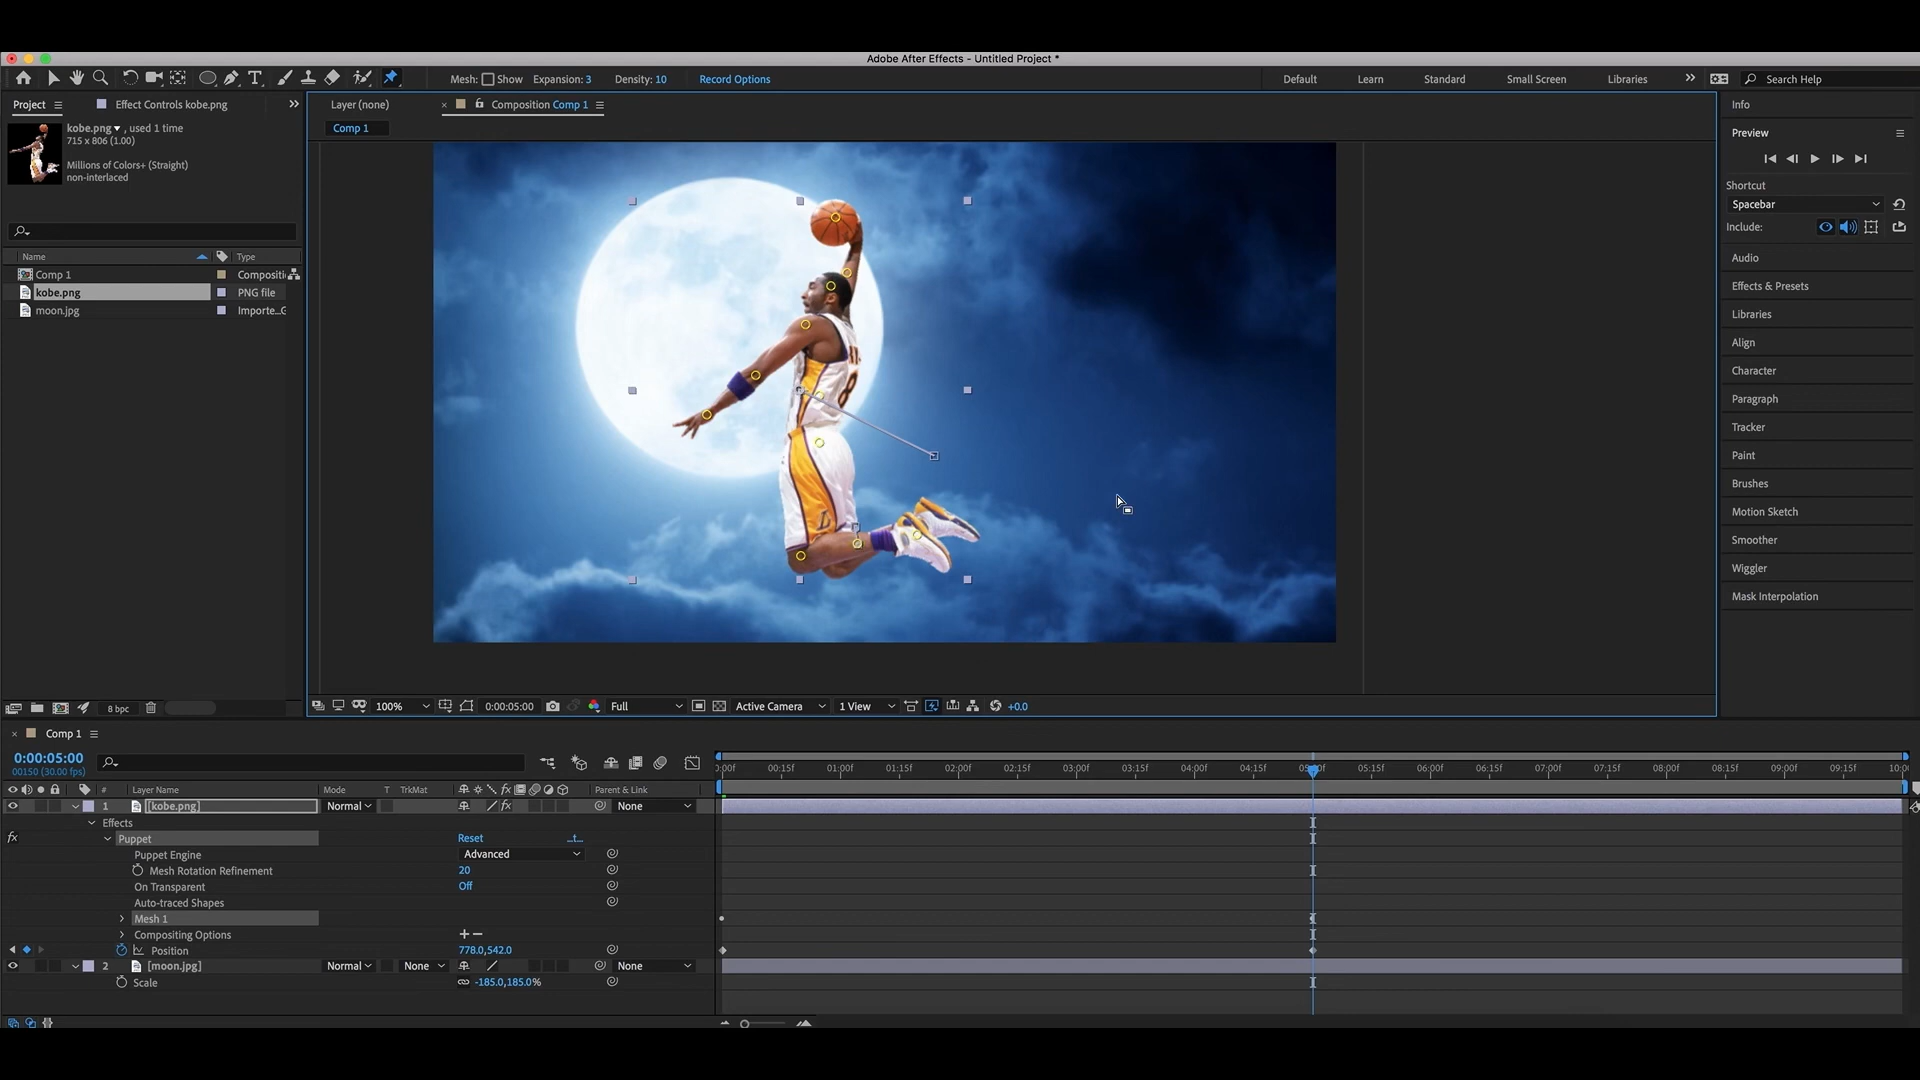 Adobe After Effects - Untitled Project *
Mesh: Show Expansion: 3 Density: 10 Record Options
Default Learn Standard Small Screen Libraries Search Help
Project Effect Controls kobe.png
kobe.png , used 1 time
715 x 806 (1.00)
Millions of Colors+ (Straight)
non-interlaced
Name Type
Comp 1 Compositi
kobe.png PNG file
moon.jpg Importe...G
8 bpc
Layer (none) Composition Comp 1
Comp 1
8
L
100% 0:00:05:00 Full Active Camera 1 View +0.0
Info
Preview
Shortcut
Spacebar
Include:
Audio
Effects & Presets
Libraries
Align
Character
Paragraph
Tracker
Paint
Brushes
Motion Sketch
Smoother
Wiggler
Mask Interpolation
Comp 1
0:00:05:00
00150 (30.00 fps)
# Layer Name Mode T TrkMat Parent & Link
1 [kobe.png] Normal None
Effects
fx Puppet Reset ...t...
Puppet Engine Advanced
Mesh Rotation Refinement 20
On Transparent Off
Auto-traced Shapes
Mesh 1
Compositing Options + −
Position 778.0,542.0
2 [moon.jpg] Normal None None
Scale -185.0,185.0%
0:00f 00:15f 01:00f 01:15f 02:00f 02:15f 03:00f 03:15f 04:00f 04:15f 05:00f 05:15f 06:00f 06:15f 07:00f 07:15f 08:00f 08:15f 09:00f 09:15f 10:0